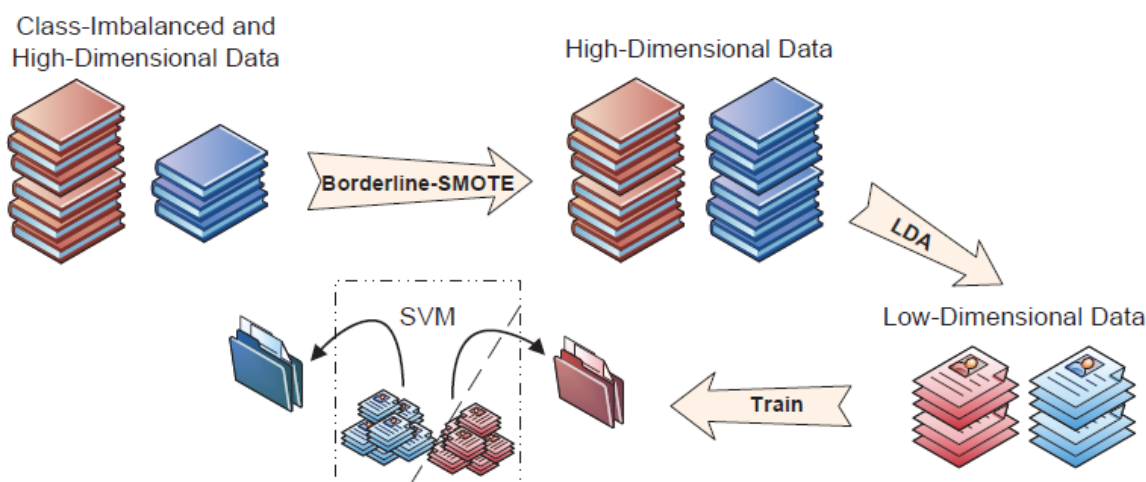 Class-Imbalanced and
High-Dimensional Data
Borderline-SMOTE
High-Dimensional Data
LDA
Low-Dimensional Data
Train
SVM